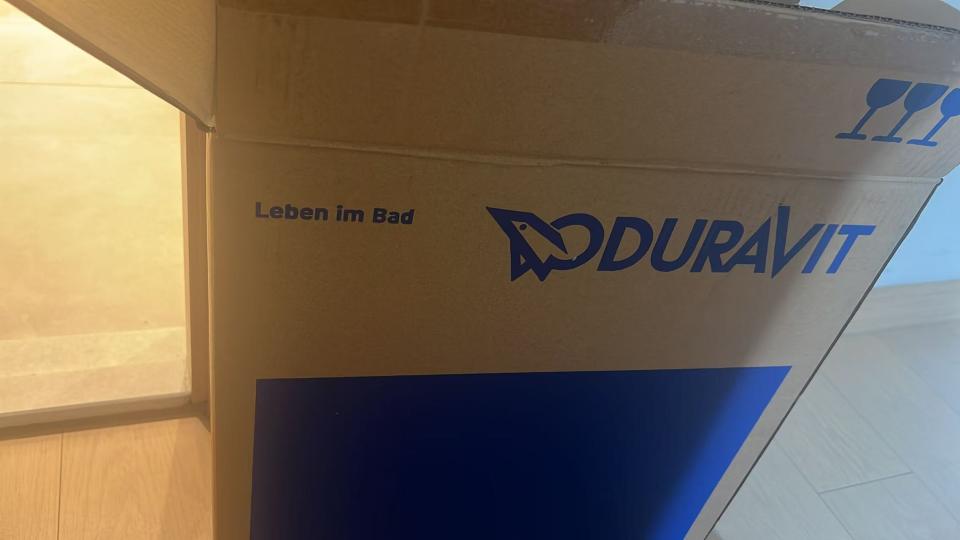 Leben im Bad
DURAVIT